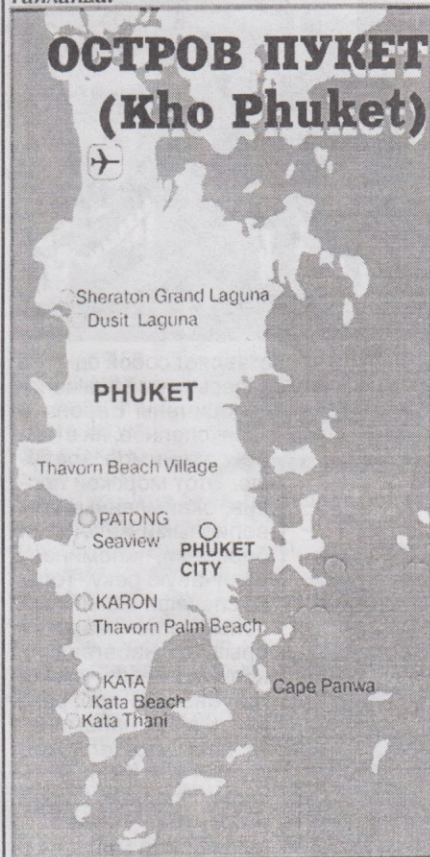 Таиланда.
ОСТРОВ ПУКЕТ
(Kho Phuket)
Sheraton Grand Laguna
Dusit Laguna
PHUKET
Thavorn Beach Village
PATONG
Seaview
PHUKET
CITY
KARON
Thavorn Palm Beach
KATA
Kata Beach
Kata Thani
Cape Panwa